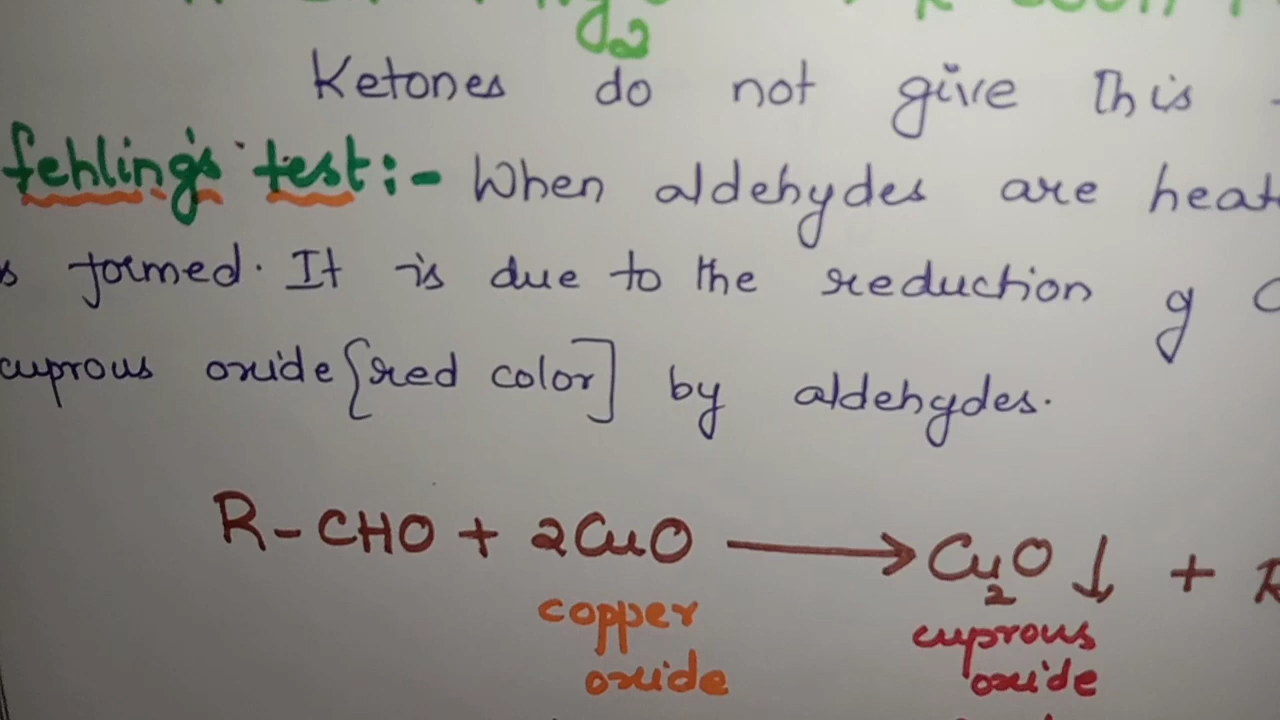 Ketones do not give this
fehling's test:- When aldehydes are heat
s formed. It is due to the reduction of C
cuprous oxide [red color] by aldehydes.
R-CHO + 2CuO → Cu₂O ↓ + R
copper oxide
cuprous oxide